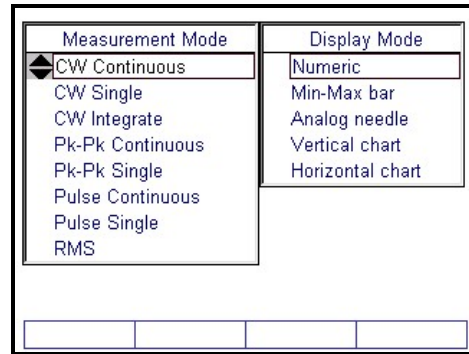 Measurement Mode
CW Continuous
CW Single
CW Integrate
Pk-Pk Continuous
Pk-Pk Single
Pulse Continuous
Pulse Single
RMS
Display Mode
Numeric
Min-Max bar
Analog needle
Vertical chart
Horizontal chart